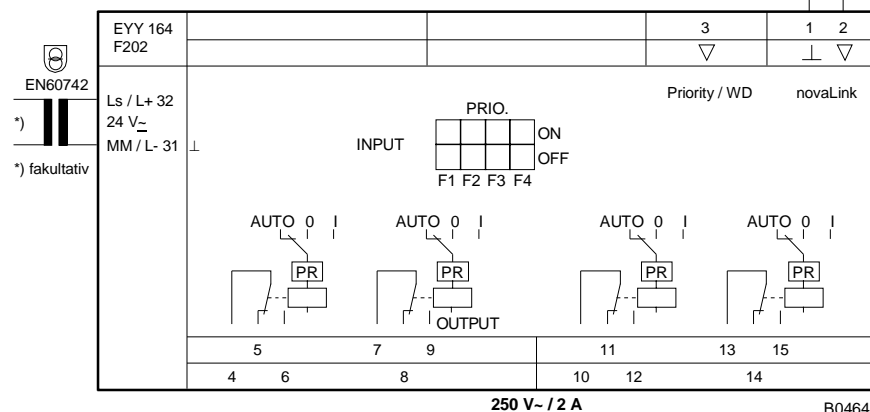 EYY 164
F202
3
1 2
▽
⊥ ▽
EN60742
Ls / L+ 32
24 V~
MM / L- 31 ⊥
*)
*) fakultativ
Priority / WD
novaLink
PRIO.
INPUT
ON
OFF
F1 F2 F3 F4
AUTO 0 I
AUTO 0 I
AUTO 0 I
AUTO 0 I
PR
PR
PR
PR
OUTPUT
5 7 9 11 13 15
4 6 8 10 12 14
250 V~ / 2 A
B0464